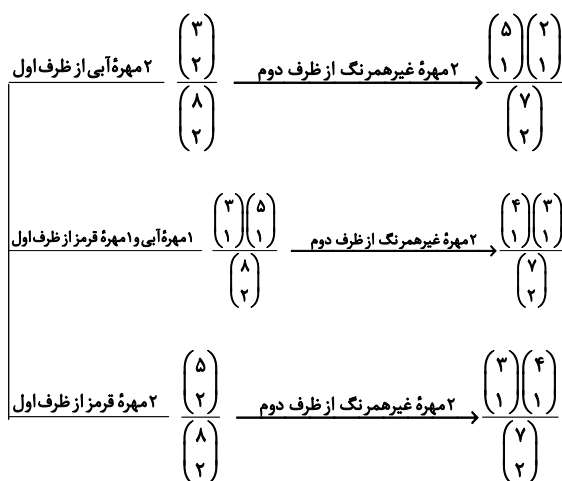 ۳ ۵ ۲
۲ ۱ ۱
۲ مهرهٔ آبی از ظرف اول
۲ مهرهٔ غیرهمرنگ از ظرف دوم
۸ ۷
۲ ۲
۳ ۵ ۴ ۳
۱ ۱ ۱ ۱
۱ مهرهٔ آبی و ۱ مهرهٔ قرمز از ظرف اول
۲ مهرهٔ غیرهمرنگ از ظرف دوم
۸ ۷
۲ ۲
۵ ۳ ۴
۲ ۱ ۱
۲ مهرهٔ قرمز از ظرف اول
۲ مهرهٔ غیرهمرنگ از ظرف دوم
۸ ۷
۲ ۲